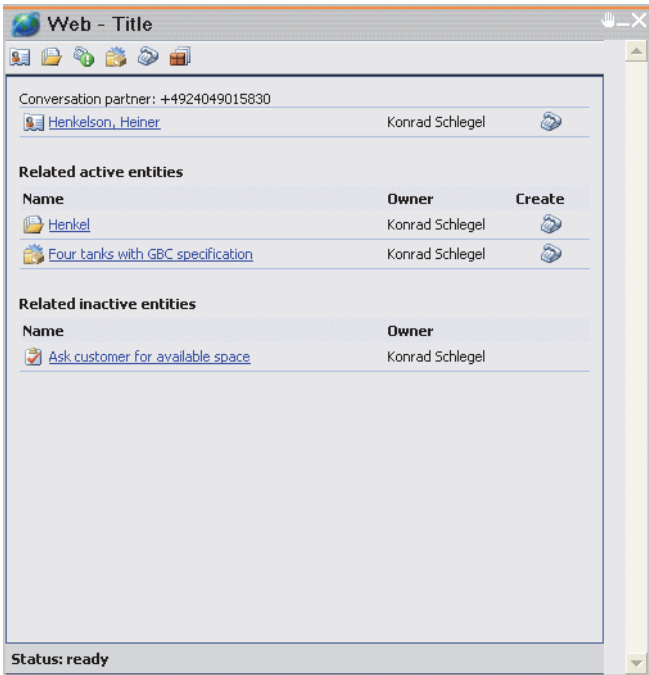 Web - Title
Conversation partner: +4924049015830
Henkelson, Heiner Konrad Schlegel
Related active entities
Name Owner Create
Henkel Konrad Schlegel
Four tanks with GBC specification Konrad Schlegel
Related inactive entities
Name Owner
Ask customer for available space Konrad Schlegel
Status: ready